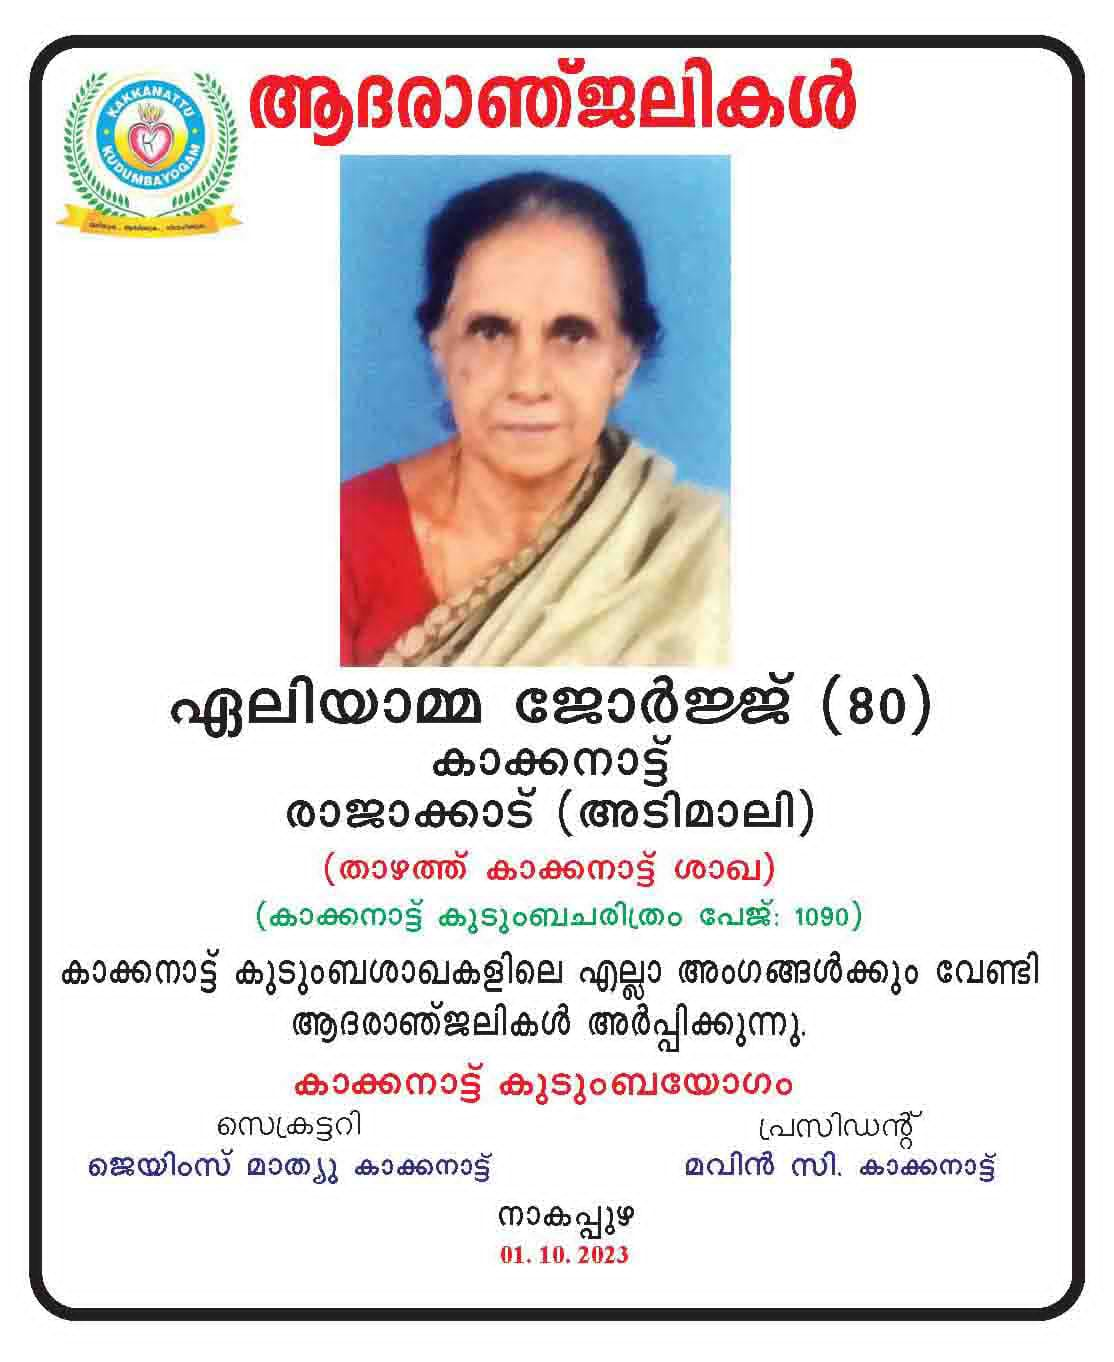 ആദരാഞ്ജലികൾ
KAKKANATTU
KUDUMBAYOGAM
ഏലിയാമ്മ ജോർജ്ജ് (80)
കാക്കനാട്ട്
രാജാക്കാട് (അടിമാലി)
(താഴത്ത് കാക്കനാട്ട് ശാഖ)
(കാക്കനാട്ട് കുടുംബചരിത്രം പേജ്: 1090)
കാക്കനാട്ട് കുടുംബശാഖകളിലെ എല്ലാ അംഗങ്ങൾക്കും വേണ്ടി
ആദരാഞ്ജലികൾ അർപ്പിക്കുന്നു.
കാക്കനാട്ട് കുടുംബയോഗം
സെക്രട്ടറി പ്രസിഡന്റ്
ജെയിംസ് മാത്യു കാക്കനാട്ട് മവിൻ സി. കാക്കനാട്ട്
നാകപ്പുഴ
01. 10. 2023